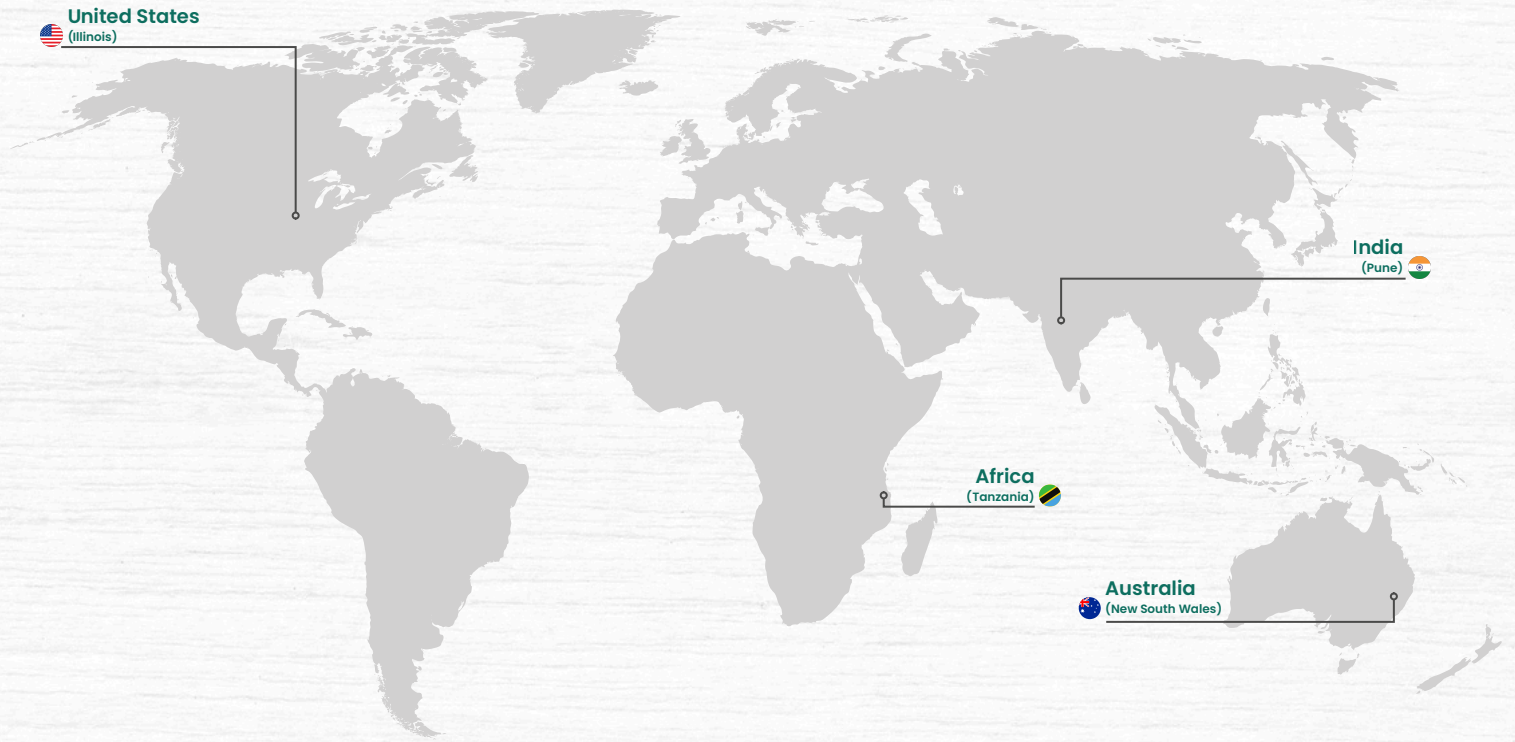 United States
(Illinois)
India
(Pune)
Africa
(Tanzania)
Australia
(New South Wales)